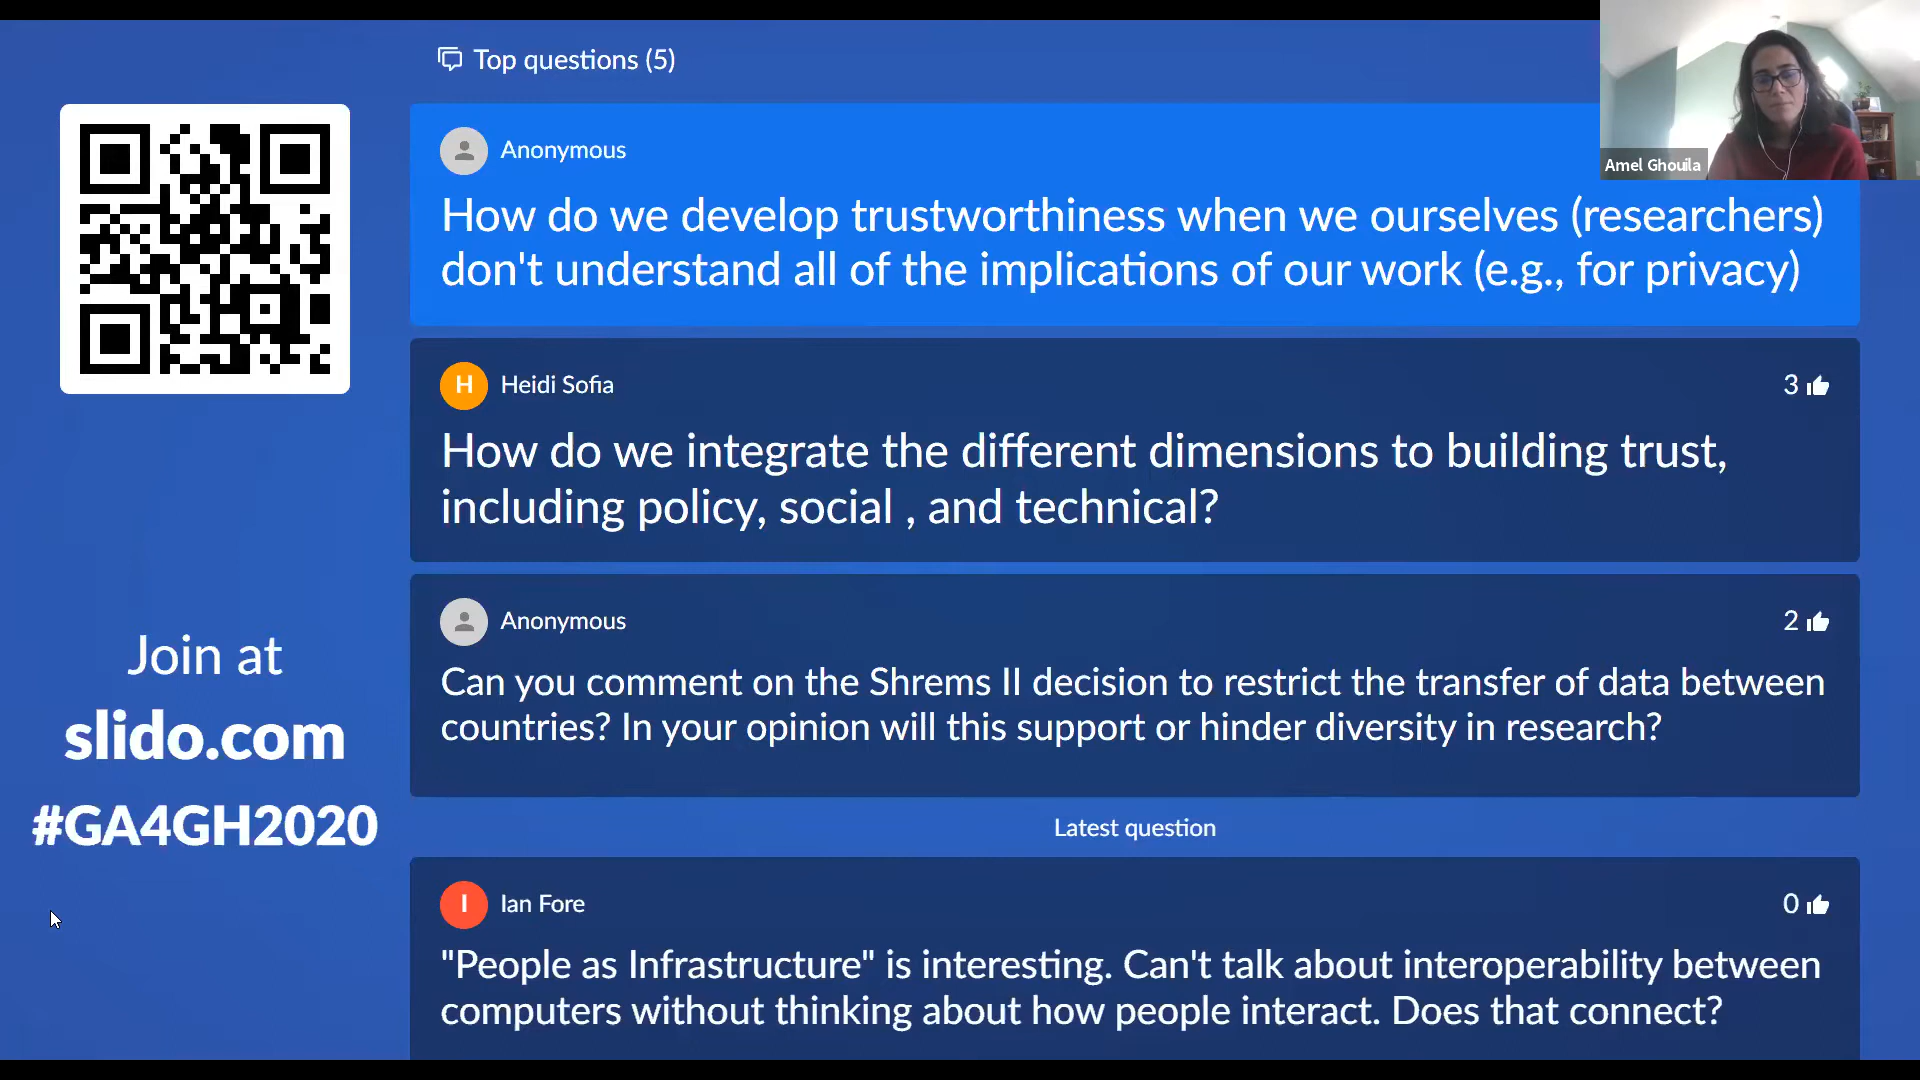 Top questions (5)
Anonymous
How do we develop trustworthiness when we ourselves (researchers)
don't understand all of the implications of our work (e.g., for privacy)
Heidi Sofia
3
How do we integrate the different dimensions to building trust,
including policy, social , and technical?
Anonymous
2
Can you comment on the Shrems II decision to restrict the transfer of data between
countries? In your opinion will this support or hinder diversity in research?
Latest question
I
Ian Fore
0
"People as Infrastructure" is interesting. Can't talk about interoperability between
computers without thinking about how people interact. Does that connect?
H
Join at
slido.com
#GA4GH2020
Amel Ghouila